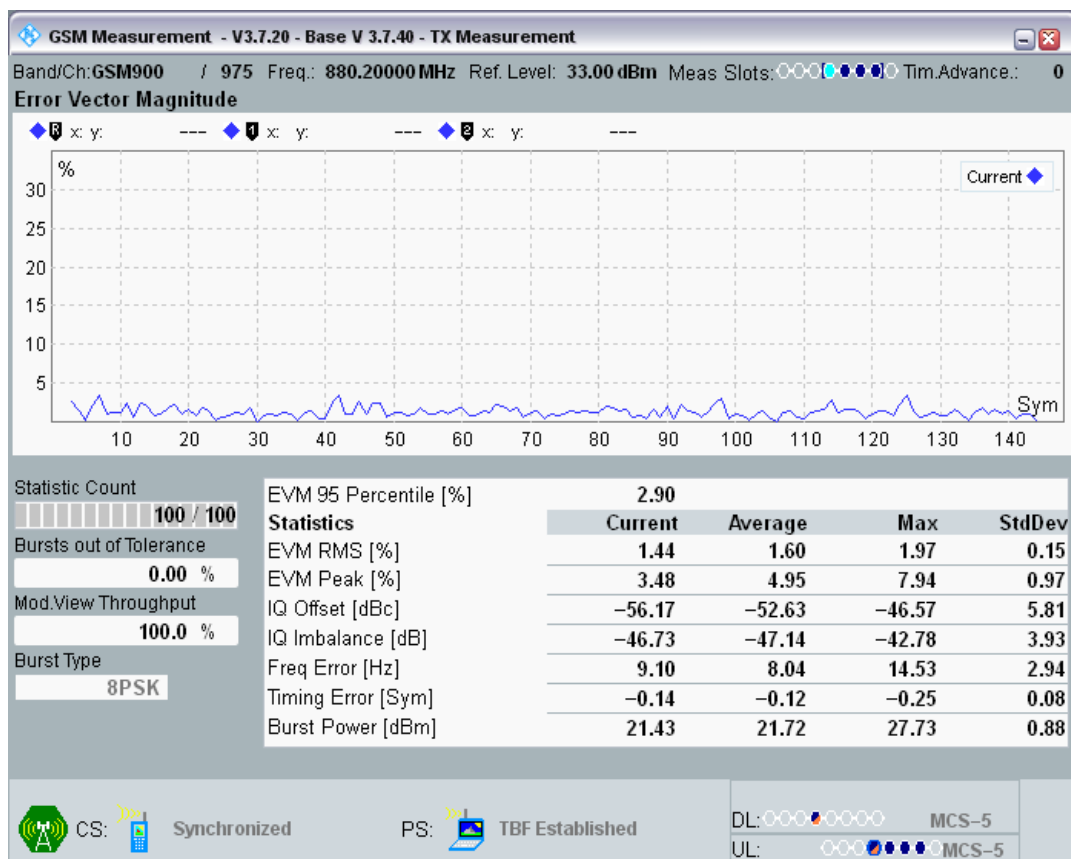 GSM Measurement - V3.7.20 - Base V 3.7.40 - TX Measurement
Band/Ch:GSM900 / 975 Freq.: 880.20000 MHz Ref. Level: 33.00 dBm Meas Slots: Tim.Advance.: 0
Error Vector Magnitude
R x: y: --- 1 x: y: --- 2 x: y: ---
%
Current
30
25
20
15
10
5
Sym
10 20 30 40 50 60 70 80 90 100 110 120 130 140
Statistic Count
100 / 100
Bursts out of Tolerance
0.00 %
Mod.View Throughput
100.0 %
Burst Type
8PSK
EVM 95 Percentile [%] 2.90
Statistics Current Average Max StdDev
EVM RMS [%] 1.44 1.60 1.97 0.15
EVM Peak [%] 3.48 4.95 7.94 0.97
IQ Offset [dBc] −56.17 −52.63 −46.57 5.81
IQ Imbalance [dB] −46.73 −47.14 −42.78 3.93
Freq Error [Hz] 9.10 8.04 14.53 2.94
Timing Error [Sym] −0.14 −0.12 −0.25 0.08
Burst Power [dBm] 21.43 21.72 27.73 0.88
CS: Synchronized PS: TBF Established
DL: MCS−5
UL: MCS−5